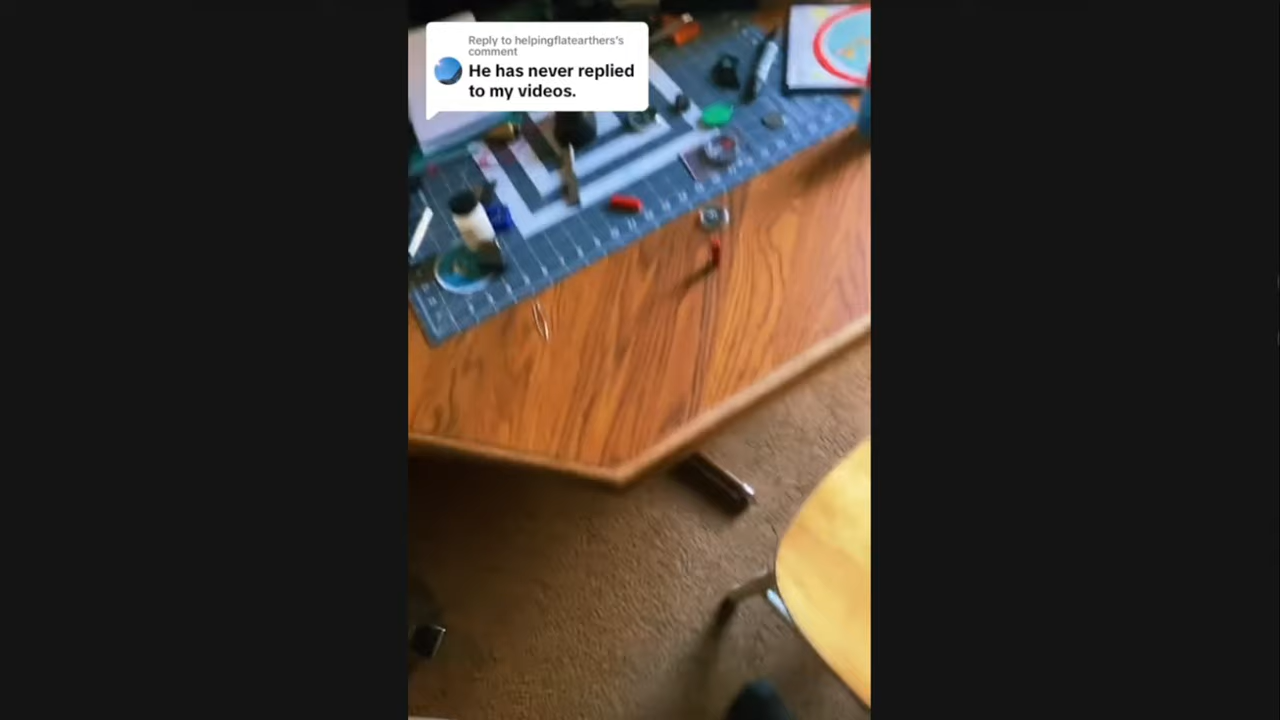 Reply to helpingflatearthers's
comment
He has never replied
to my videos.